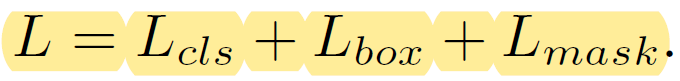 L = L_{cls} + L_{box} + L_{mask}.